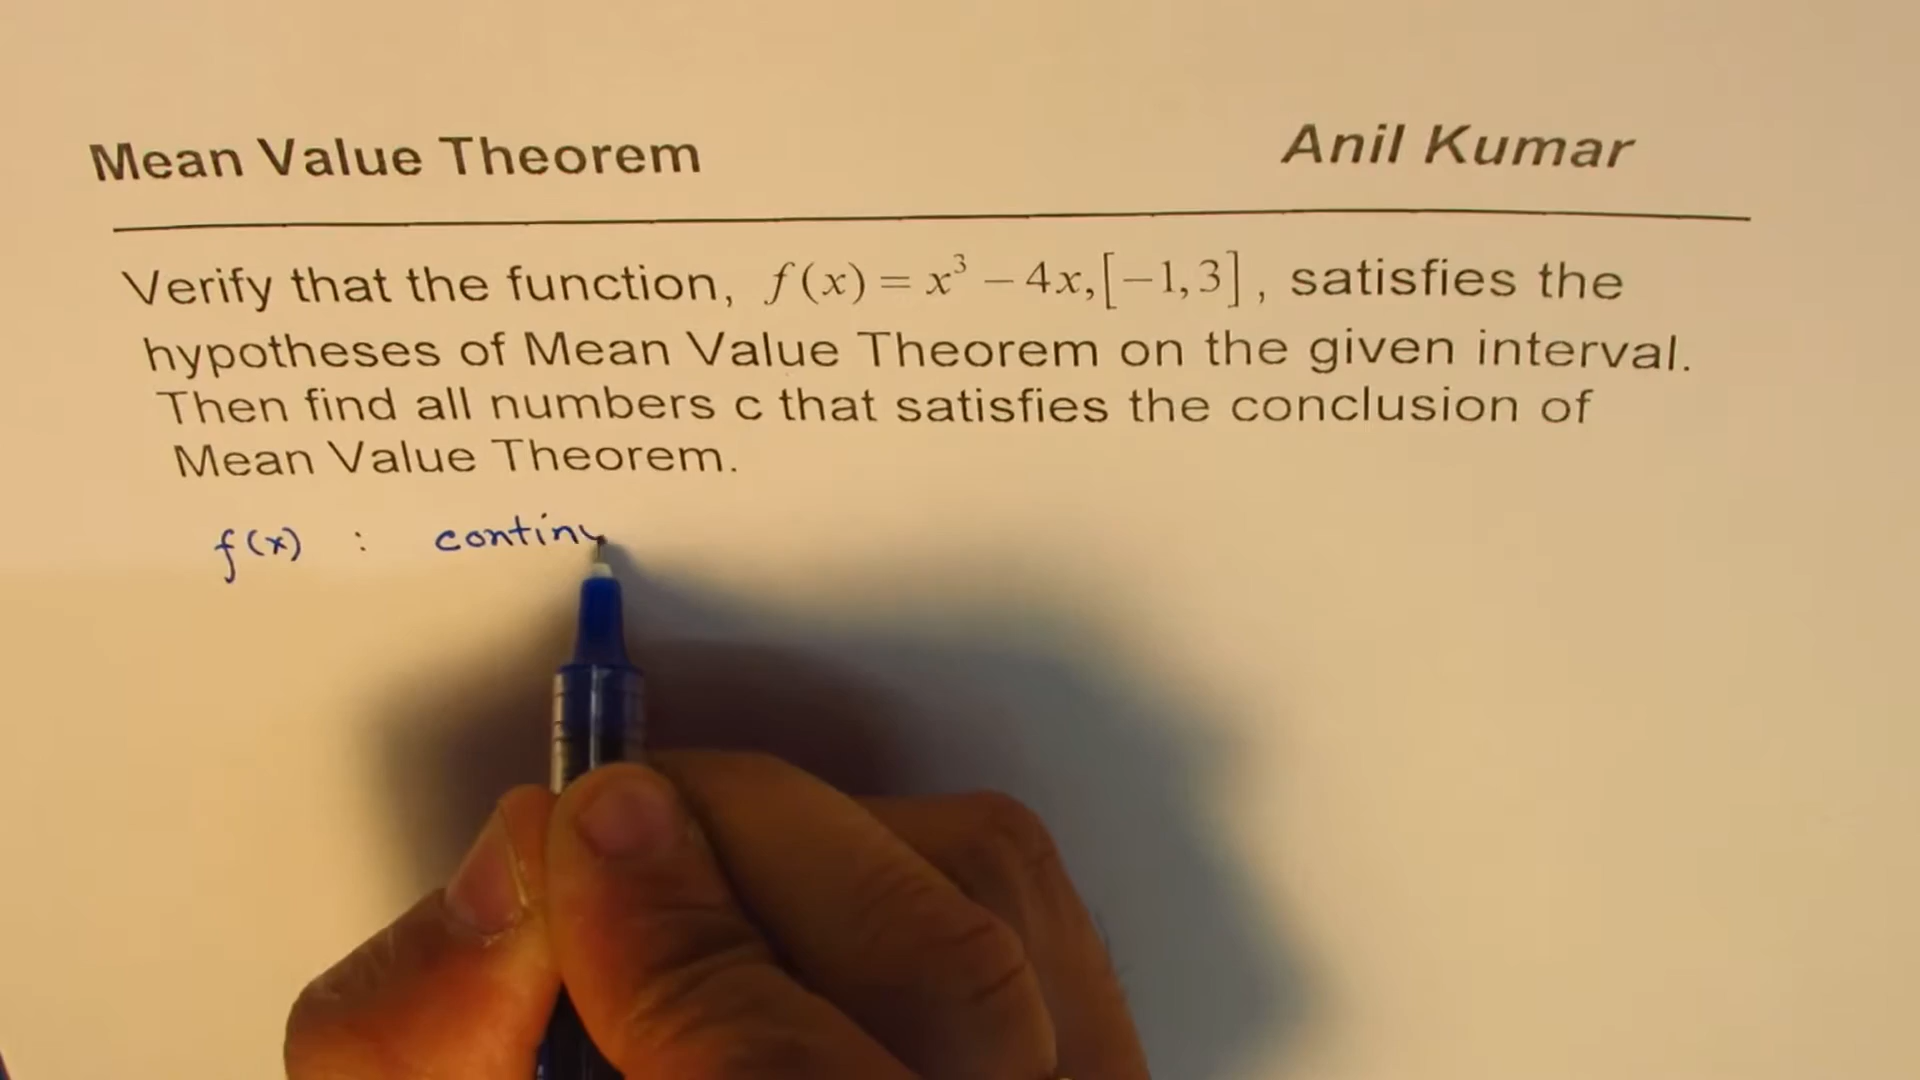 Mean Value Theorem
Anil Kumar
Verify that the function, f(x) = x³ − 4x, [−1, 3], satisfies the
hypotheses of Mean Value Theorem on the given interval.
Then find all numbers c that satisfies the conclusion of
Mean Value Theorem.
f(x) : continu